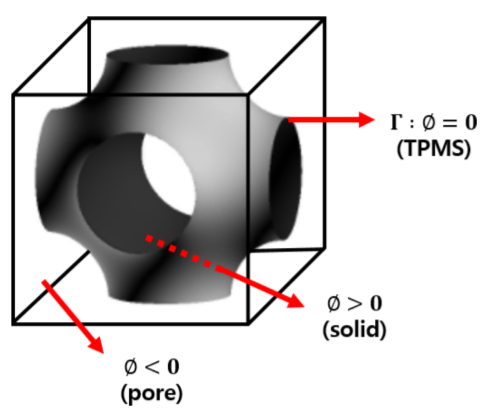 Γ : ∅ = 0
(TPMS)
∅ > 0
(solid)
∅ < 0
(pore)